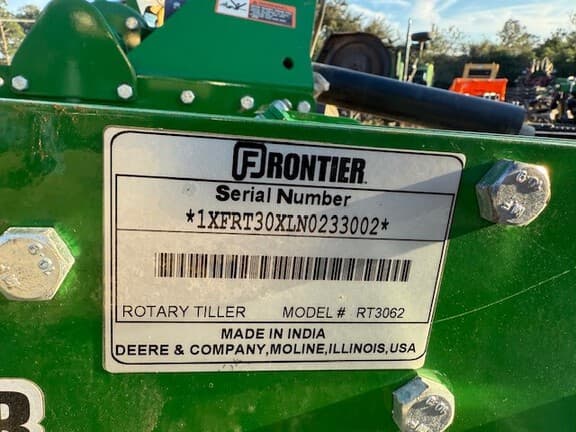 FRONTIER
Serial Number
*1XFRT30XLN0233002*
ROTARY TILLER MODEL # RT3062
MADE IN INDIA
DEERE & COMPANY,MOLINE,ILLINOIS,USA